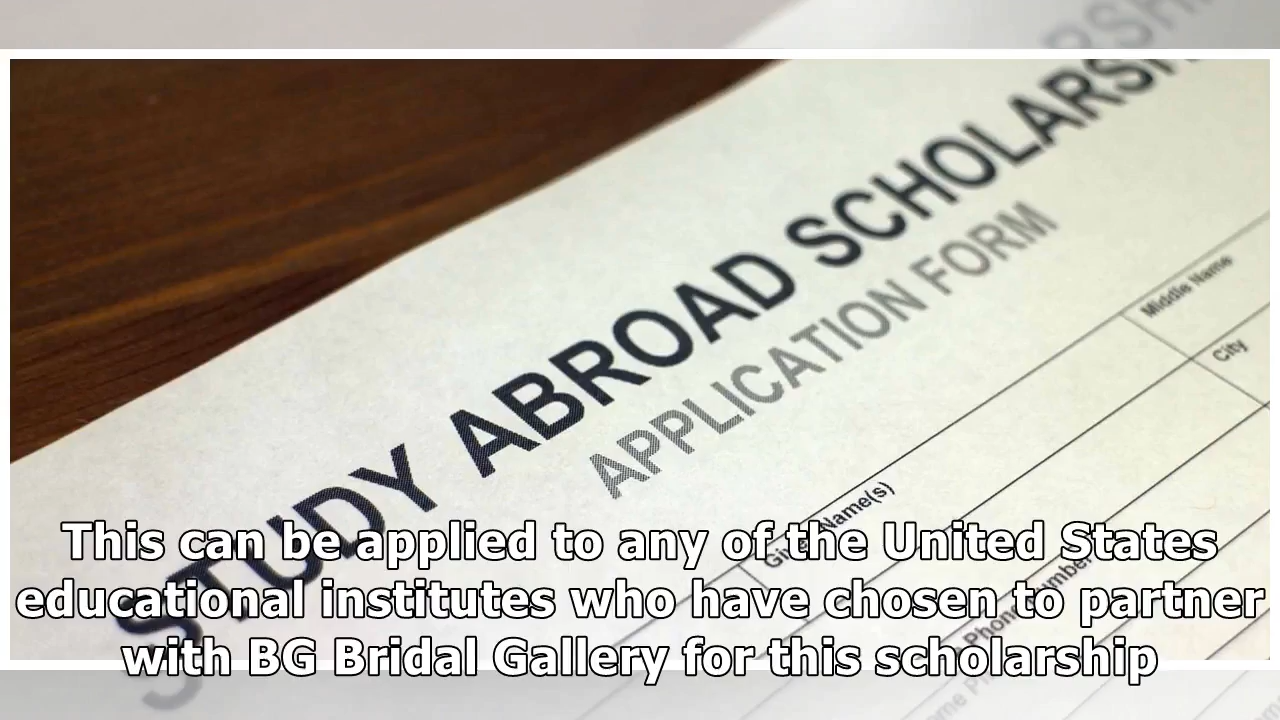 STUDY ABROAD SCHOLARSH
APPLICATION FORM
Middle Name
City
Name(s)
This can be applied to any of the United States
educational institutes who have chosen to partner
with BG Bridal Gallery for this scholarship